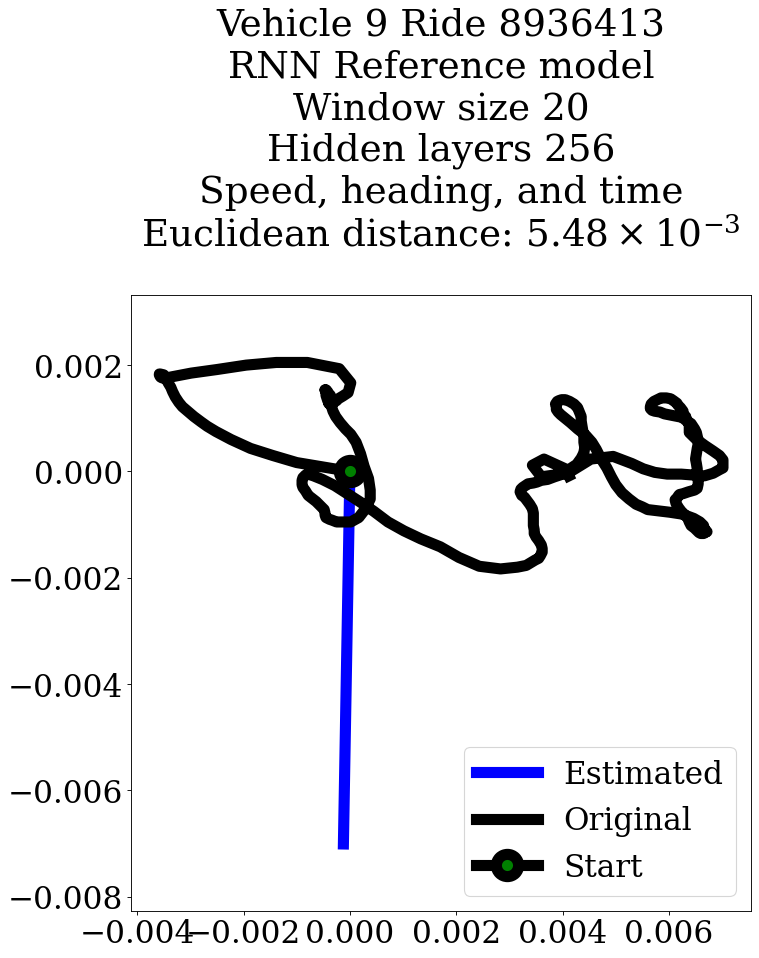 Vehicle 9 Ride 8936413
RNN Reference model
Window size 20
Hidden layers 256
Speed, heading, and time
Euclidean distance: 5.48 × 10⁻³
0.002
0.000
−0.002
−0.004
−0.006
−0.008
Estimated
Original
Start
−0.004 −0.002 0.000 0.002 0.004 0.006